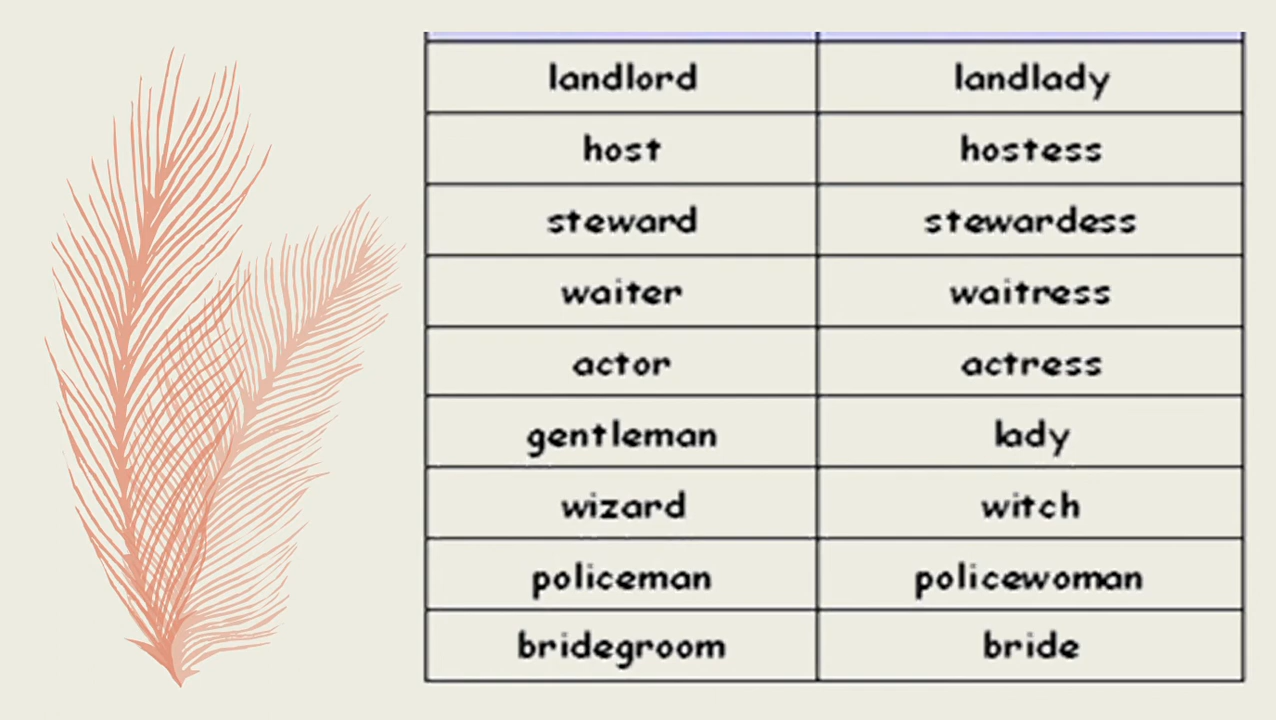 landlord landlady
host hostess
steward stewardess
waiter waitress
actor actress
gentleman lady
wizard witch
policeman policewoman
bridegroom bride